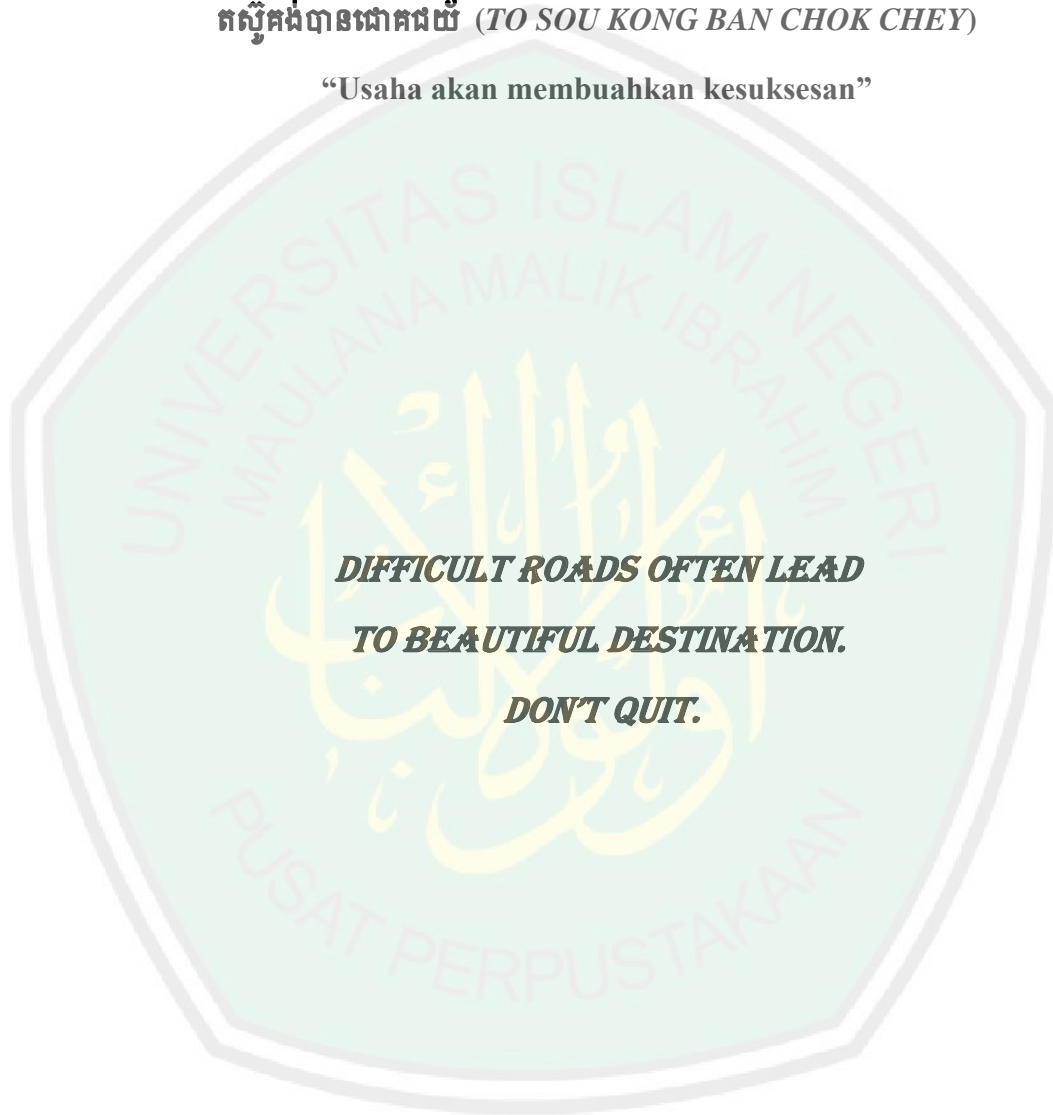 តស៊ូគង់បានជោគជយ័ (TO SOU KONG BAN CHOK CHEY)
“Usaha akan membuahkan kesuksesan”
UNIVERSITAS ISLAM NEGERI
MAULANA MALIK IBRAHIM
DIFFICULT ROADS OFTEN LEAD
TO BEAUTIFUL DESTINATION.
DON’T QUIT.
PUSAT PERPUSTAKAAN